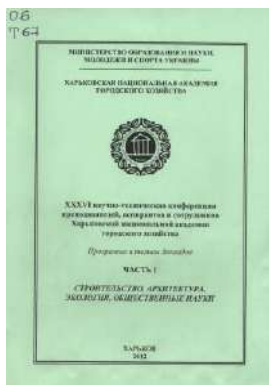 06
Т67
МИНИСТЕРСТВО ОБРАЗОВАНИЯ И НАУКИ,
МОЛОДЕЖИ И СПОРТА УКРАИНЫ
ХАРЬКОВСКАЯ НАЦИОНАЛЬНАЯ АКАДЕМИЯ
ГОРОДСКОГО ХОЗЯЙСТВА
XXXVI научно-техническая конференция
преподавателей, аспирантов и сотрудников
Харьковской национальной академии
городского хозяйства
Программа и тезисы докладов
ЧАСТЬ 1
СТРОИТЕЛЬСТВО, АРХИТЕКТУРА,
ЭКОЛОГИЯ, ОБЩЕСТВЕННЫЕ НАУКИ
ХАРЬКОВ
2012